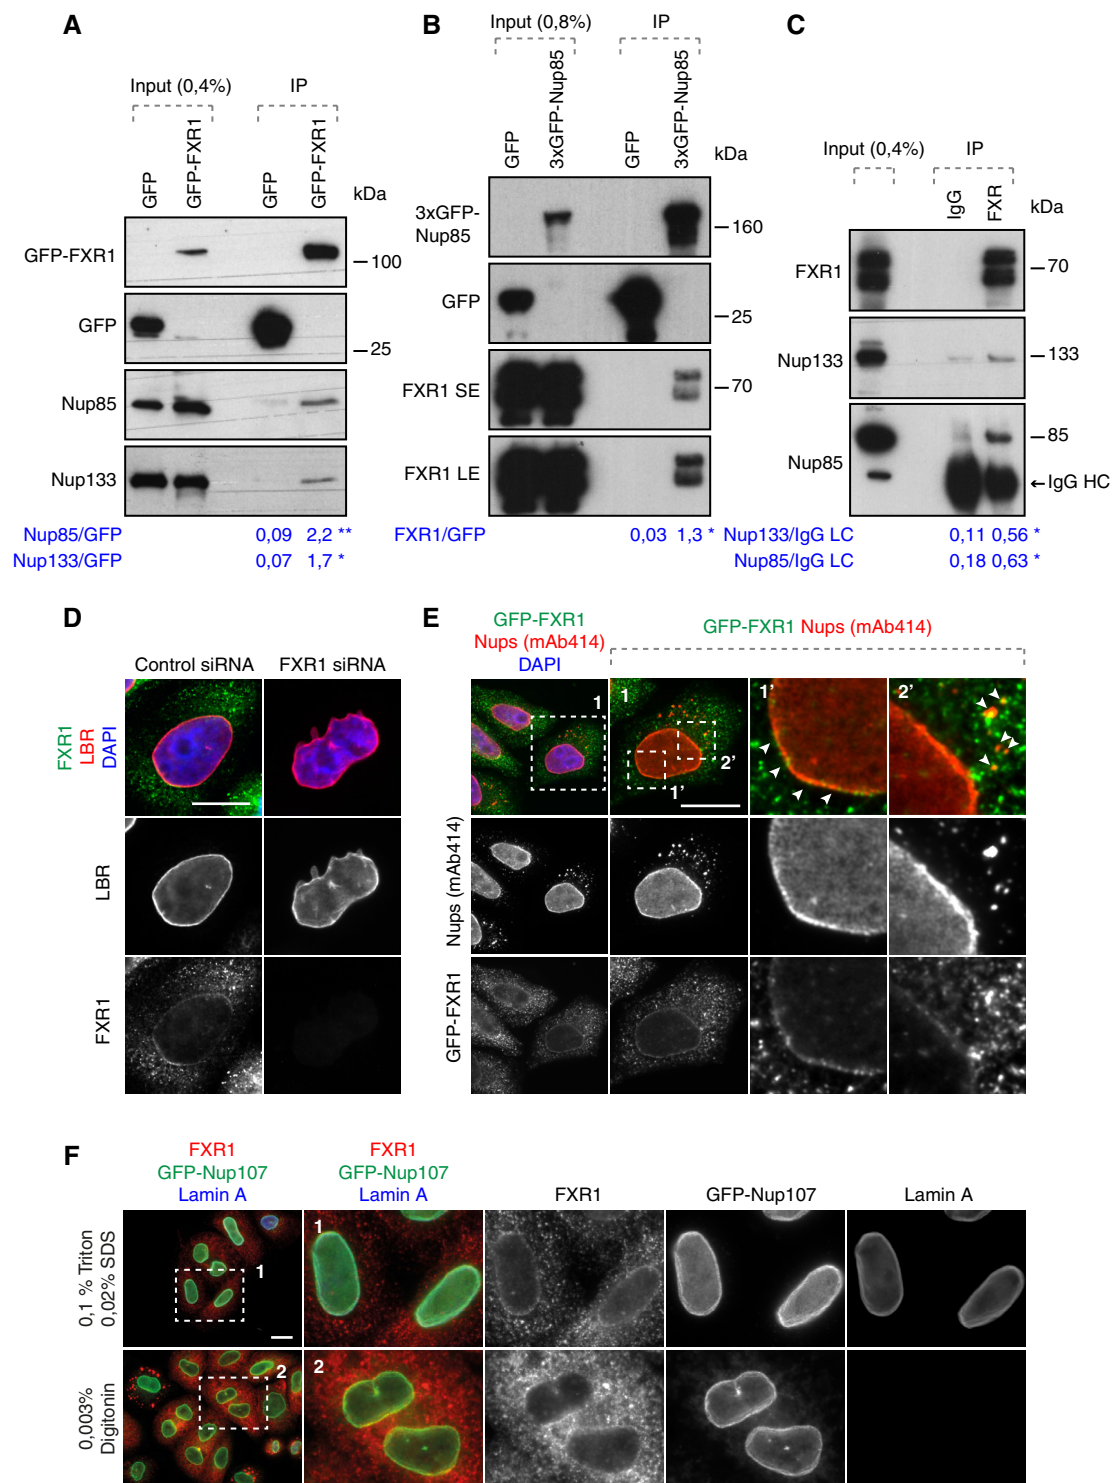 A
Input (0,4%)
IP
GFP
GFP-FXR1
GFP
GFP-FXR1
kDa
GFP-FXR1
100
GFP
25
Nup85
Nup133
Nup85/GFP 0,09 2,2 **
Nup133/GFP 0,07 1,7 *
B
Input (0,8%)
IP
GFP
3xGFP-Nup85
GFP
3xGFP-Nup85
kDa
3xGFP-
Nup85
160
GFP
25
FXR1 SE
70
FXR1 LE
FXR1/GFP 0,03 1,3 *
C
Input (0,4%)
IP
IgG
FXR
kDa
FXR1
70
Nup133
133
Nup85
85
←IgG HC
Nup133/IgG LC 0,11 0,56 *
Nup85/IgG LC 0,18 0,63 *
D
Control siRNA
FXR1 siRNA
FXR1
LBR
DAPI
LBR
FXR1
E
GFP-FXR1
Nups (mAb414)
DAPI
GFP-FXR1 Nups (mAb414)
1
1
2'
1'
1'
2'
Nups (mAb414)
GFP-FXR1
F
FXR1
GFP-Nup107
Lamin A
FXR1
GFP-Nup107
Lamin A
FXR1
GFP-Nup107
Lamin A
0,1 % Triton
0,02% SDS
1
1
0,003%
Digitonin
2
2